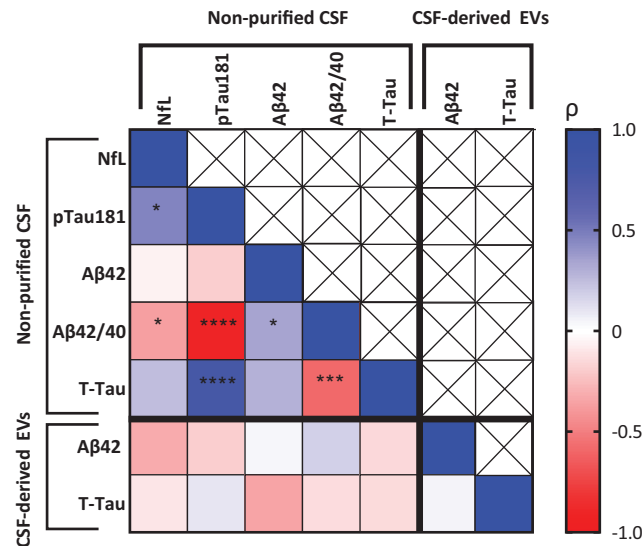 Non-purified CSF
CSF-derived EVs
NfL
pTau181
Aβ42
Aβ42/40
T-Tau
Aβ42
T-Tau
ρ
Non-purified CSF
CSF-derived EVs
NfL
pTau181
*
Aβ42
Aβ42/40
*
****
*
T-Tau
****
***
Aβ42
T-Tau
1.0
0.5
0
-0.5
-1.0